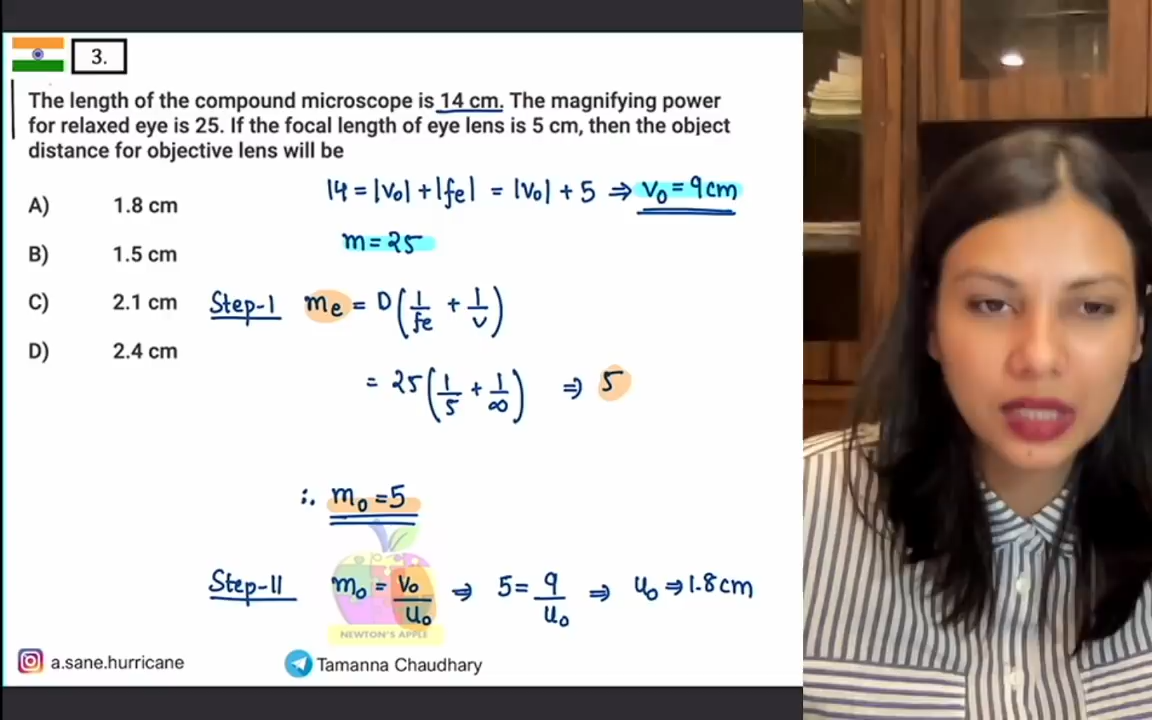 3.
The length of the compound microscope is 14 cm. The magnifying power
for relaxed eye is 25. If the focal length of eye lens is 5 cm, then the object
distance for objective lens will be
14 = |v₀| + |fe| = |v₀| + 5 ⇒ v₀ = 9 cm
A) 1.8 cm
m = 25
B) 1.5 cm
C) 2.1 cm
Step-I me = D(1/fe + 1/v)
D) 2.4 cm
= 25(1/5 + 1/∞) ⇒ 5
∴ m₀ = 5
Step-II m₀ = v₀/u₀ ⇒ 5 = 9/u₀ ⇒ u₀ ⇒ 1.8 cm
NEWTON'S APPLE
a.sane.hurricane
Tamanna Chaudhary